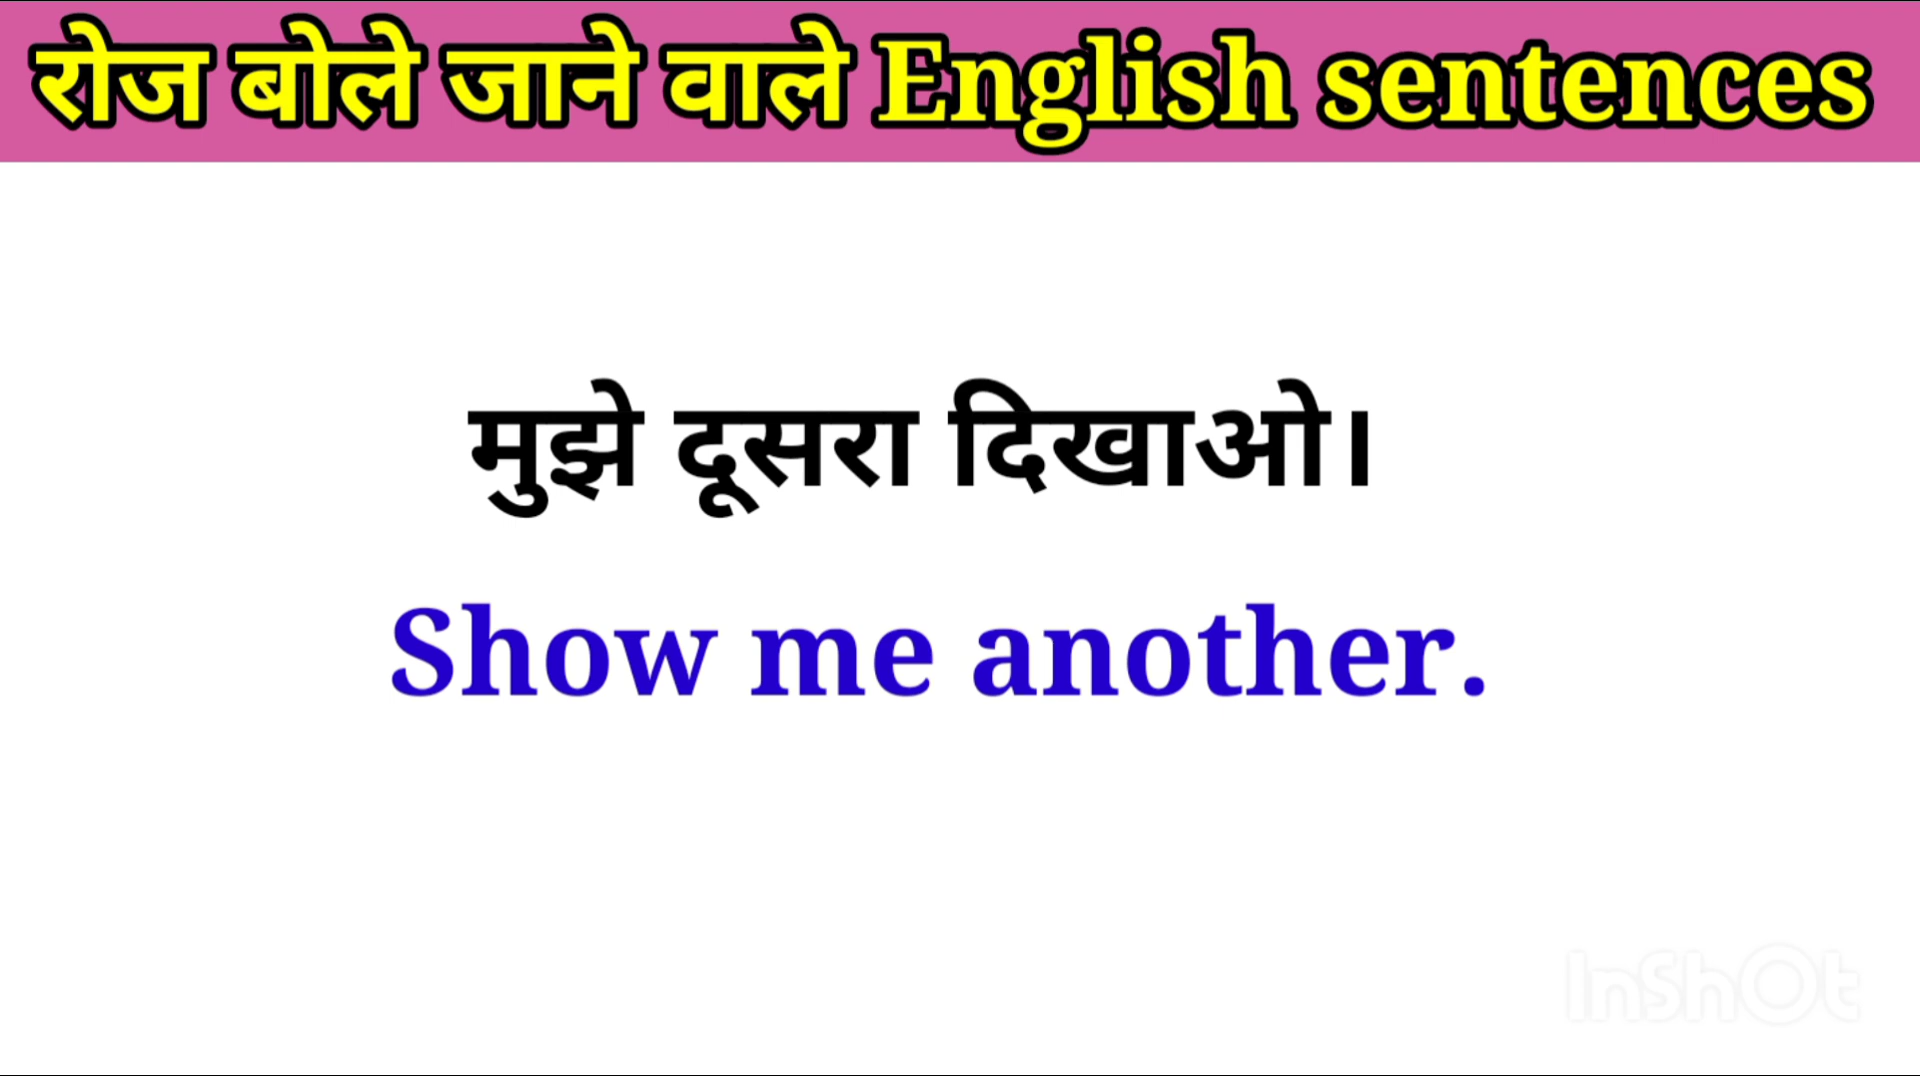 रोज बोले जाने वाले English sentences
मुझे दूसरा दिखाओ।
Show me another.
InShOt